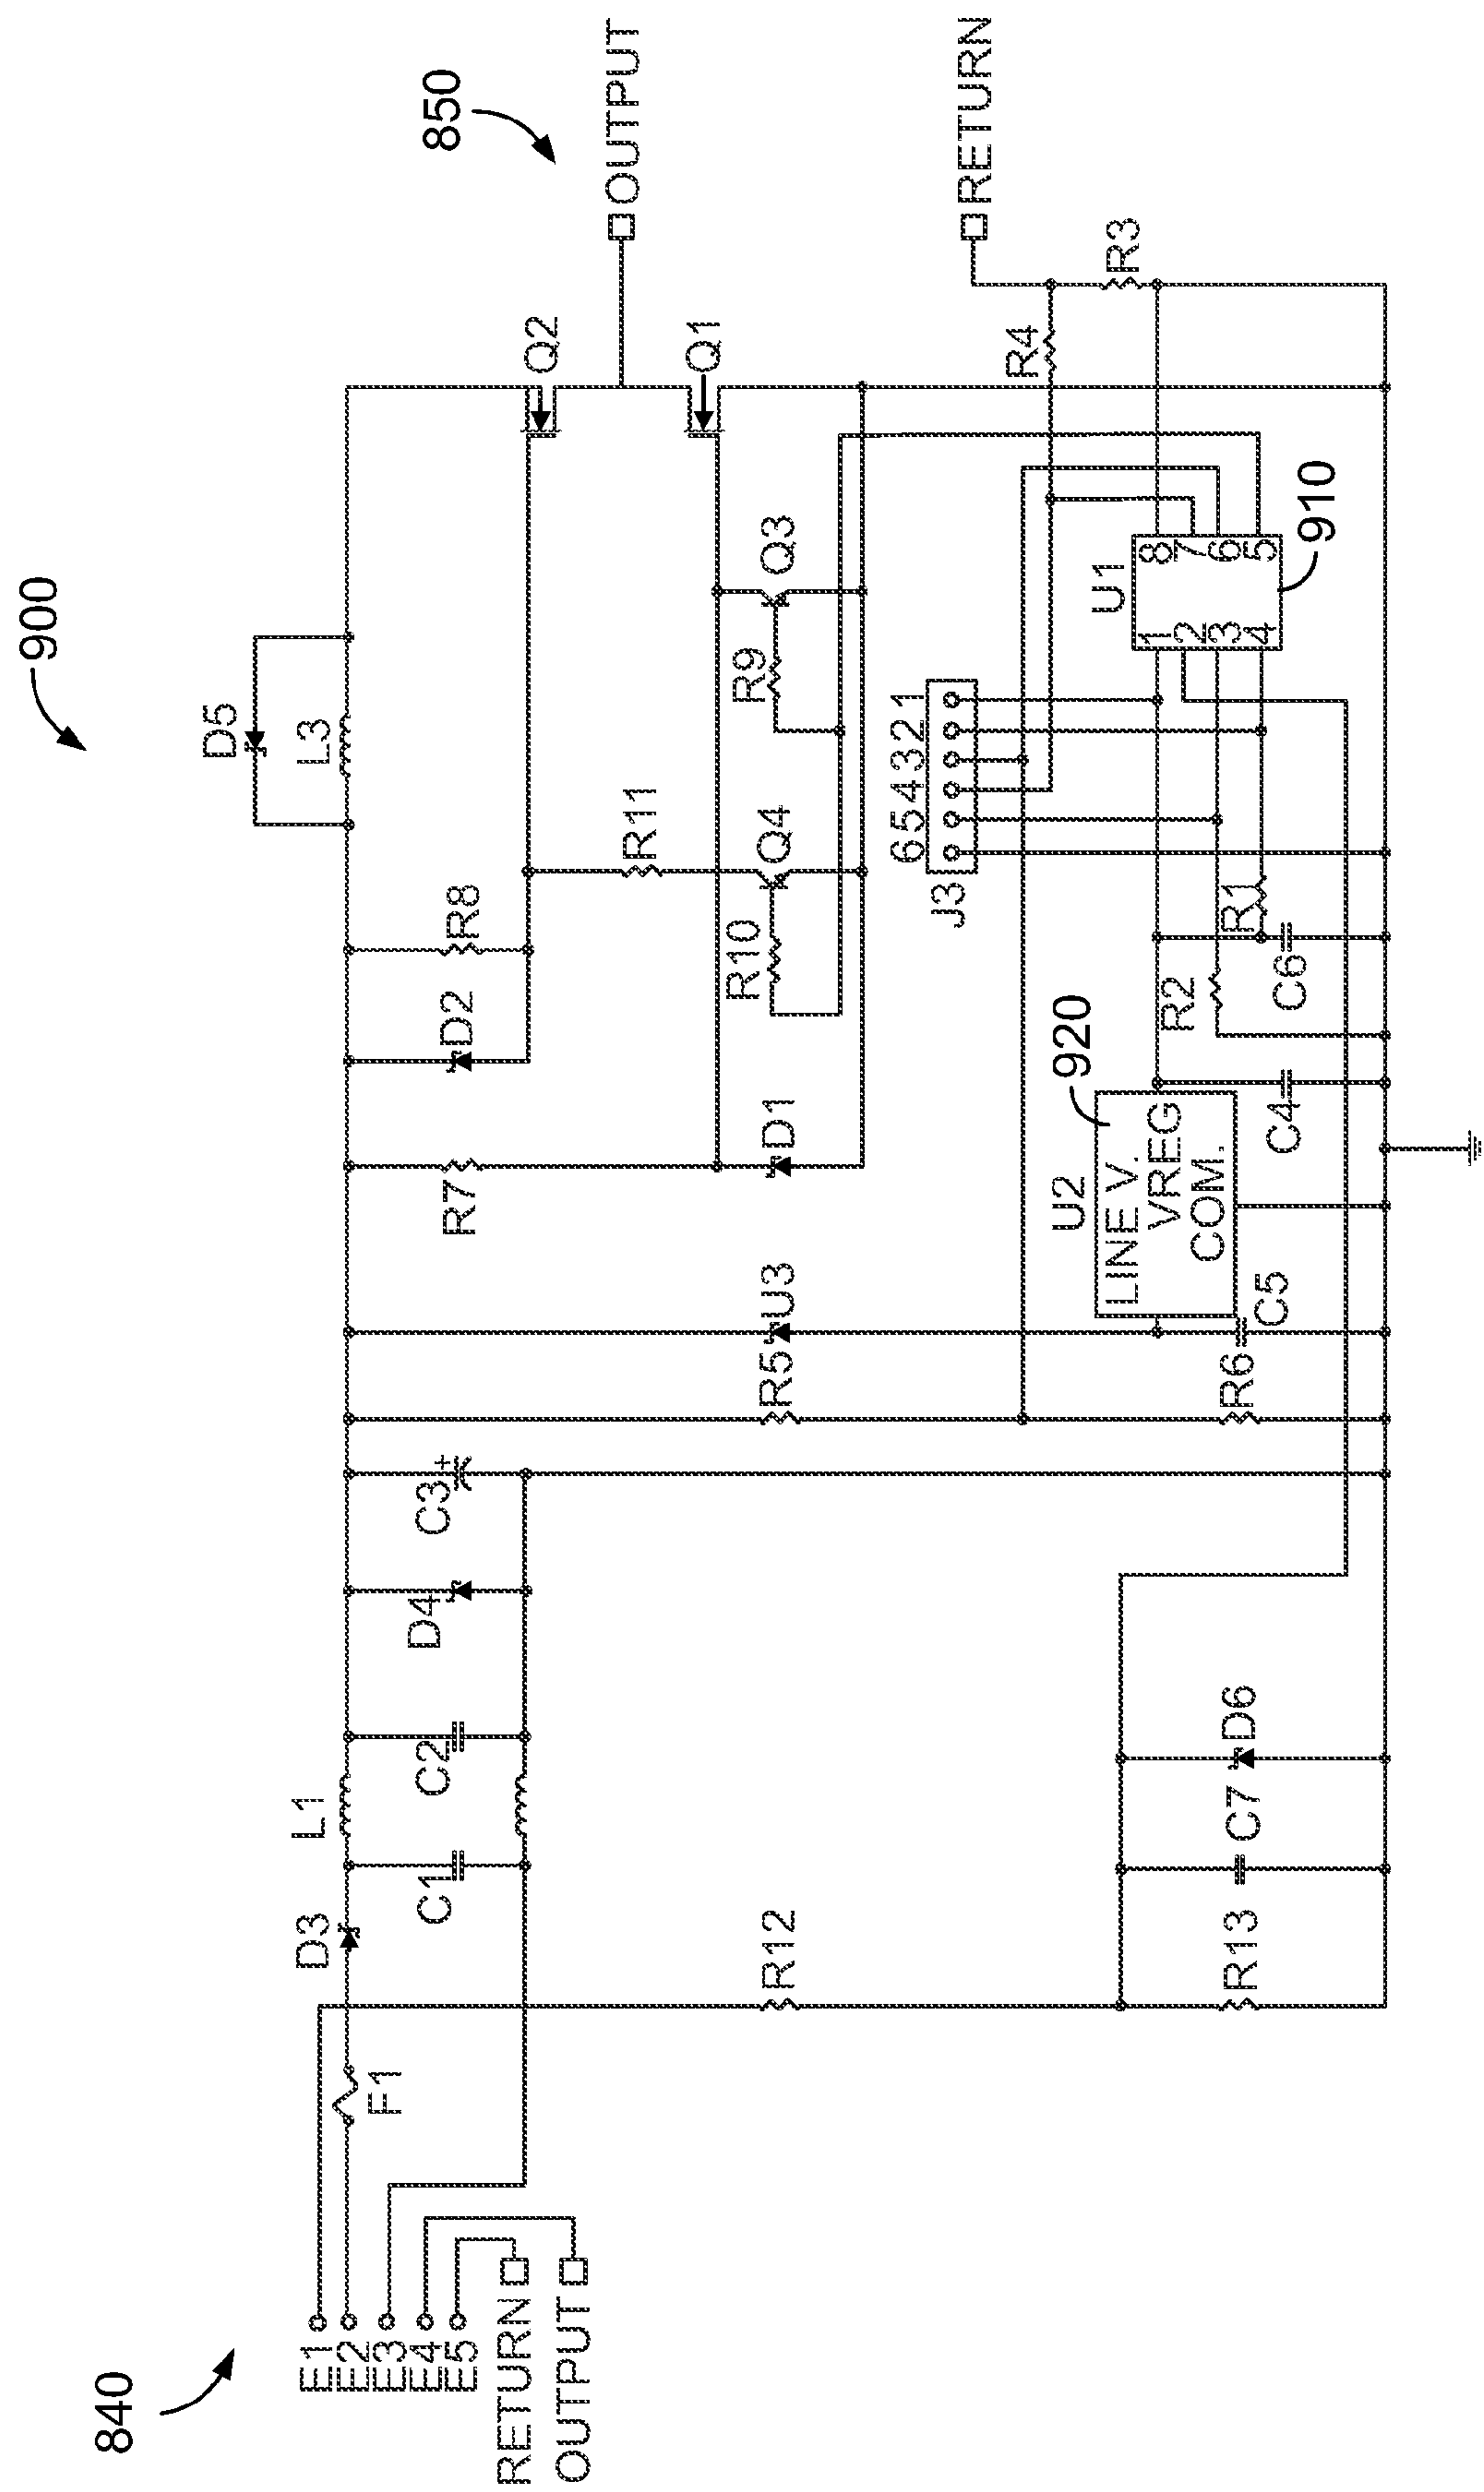 900
850
840
D5
L3
OUTPUT
Q2
Q1
RETURN
R4
R3
R11
R9
Q3
Q4
R10
R8
D2
R7
D1
U3
R5
R6
C5
C3
+
D4
L1
C2
C1
D3
F1
R12
R13
C7
D6
E1
E2
E3
E4
E5
RETURN
OUTPUT
J3
6 5 4 3 2 1
U1
1 8
2 7
3 6
4 5
910
R1
R2
C6
C4
920
U2
LINE V.
VREG
COM.